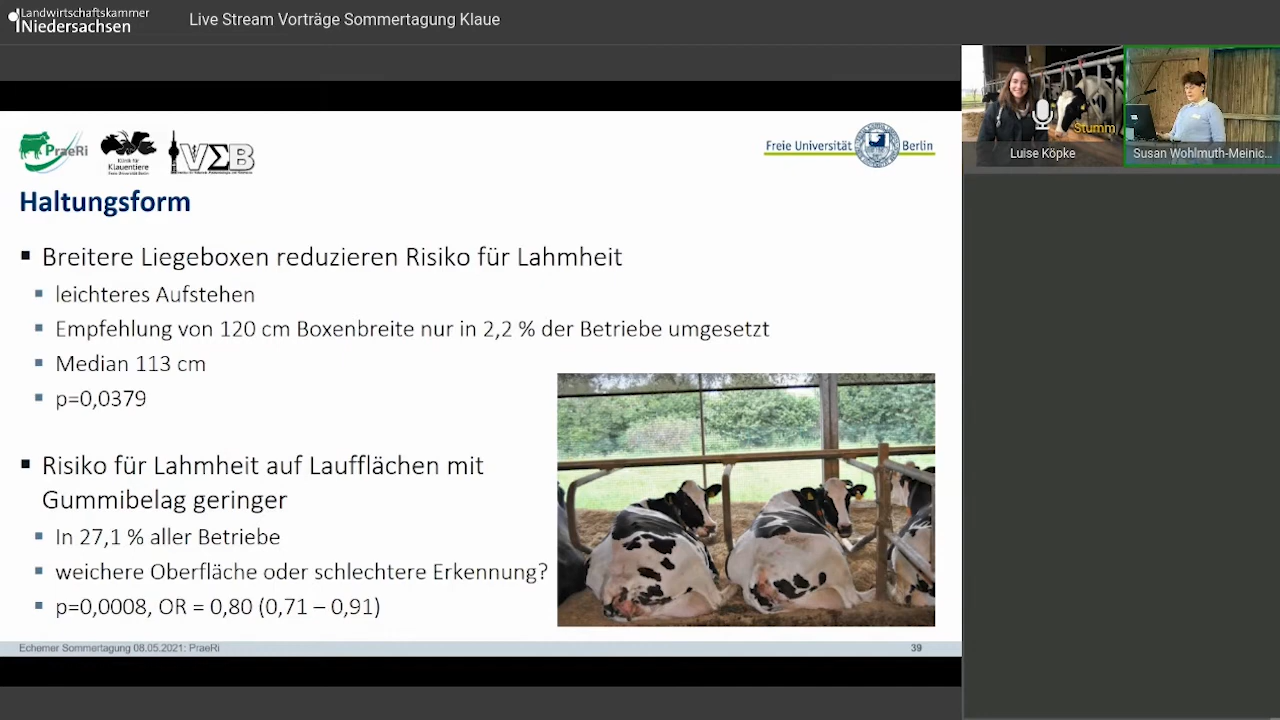 Landwirtschaftskammer
Niedersachsen
Live Stream Vorträge Sommertagung Klaue
Stumm
Luise Köpke
Susan Wohlmuth-Meinic...
PraeRi
Klinik für
Klauentiere
Freie Universität Berlin
VΣB
Freie Universität Berlin
Haltungsform
Breitere Liegeboxen reduzieren Risiko für Lahmheit
leichteres Aufstehen
Empfehlung von 120 cm Boxenbreite nur in 2,2 % der Betriebe umgesetzt
Median 113 cm
p=0,0379
Risiko für Lahmheit auf Laufflächen mit
Gummibelag geringer
In 27,1 % aller Betriebe
weichere Oberfläche oder schlechtere Erkennung?
p=0,0008, OR = 0,80 (0,71 – 0,91)
Echemer Sommertagung 08.05.2021: PraeRi
39